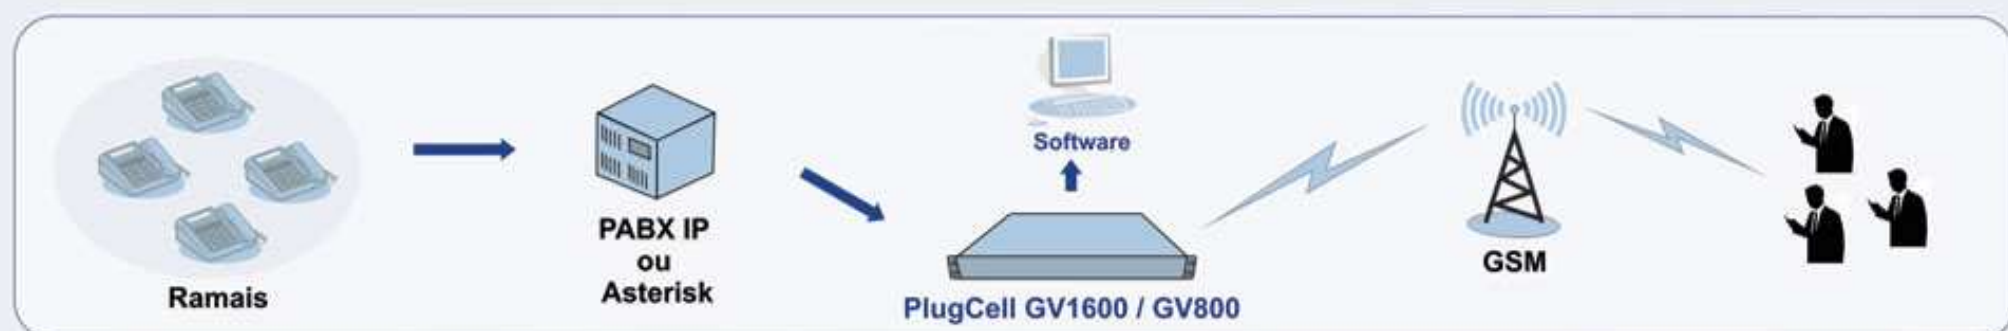 Software
PABX IP
ou
Asterisk
GSM
Ramais
PlugCell GV1600 / GV800